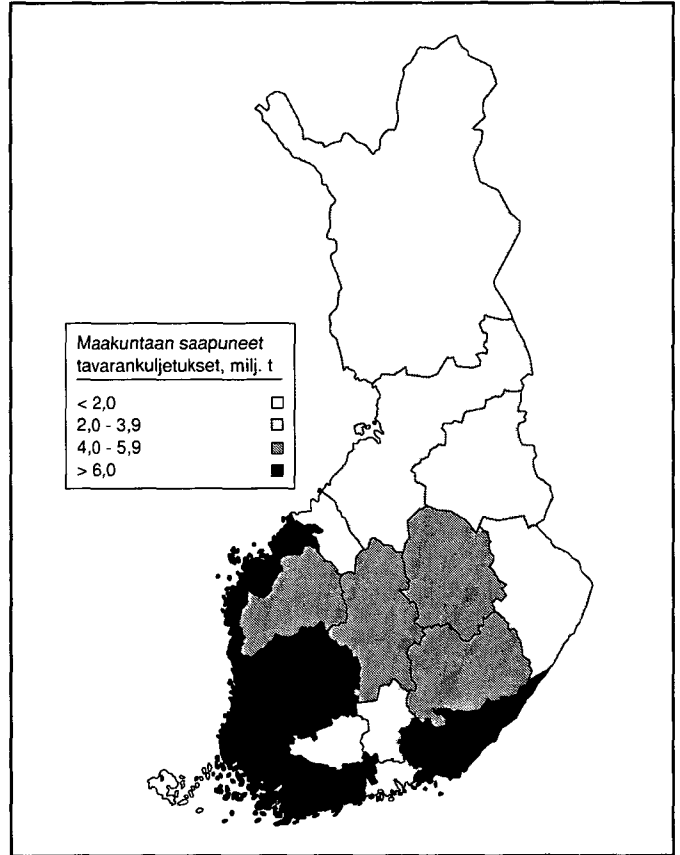 Maakuntaan saapuneet
tavarankuljetukset, milj. t
< 2,0
2,0 - 3,9
4,0 - 5,9
> 6,0